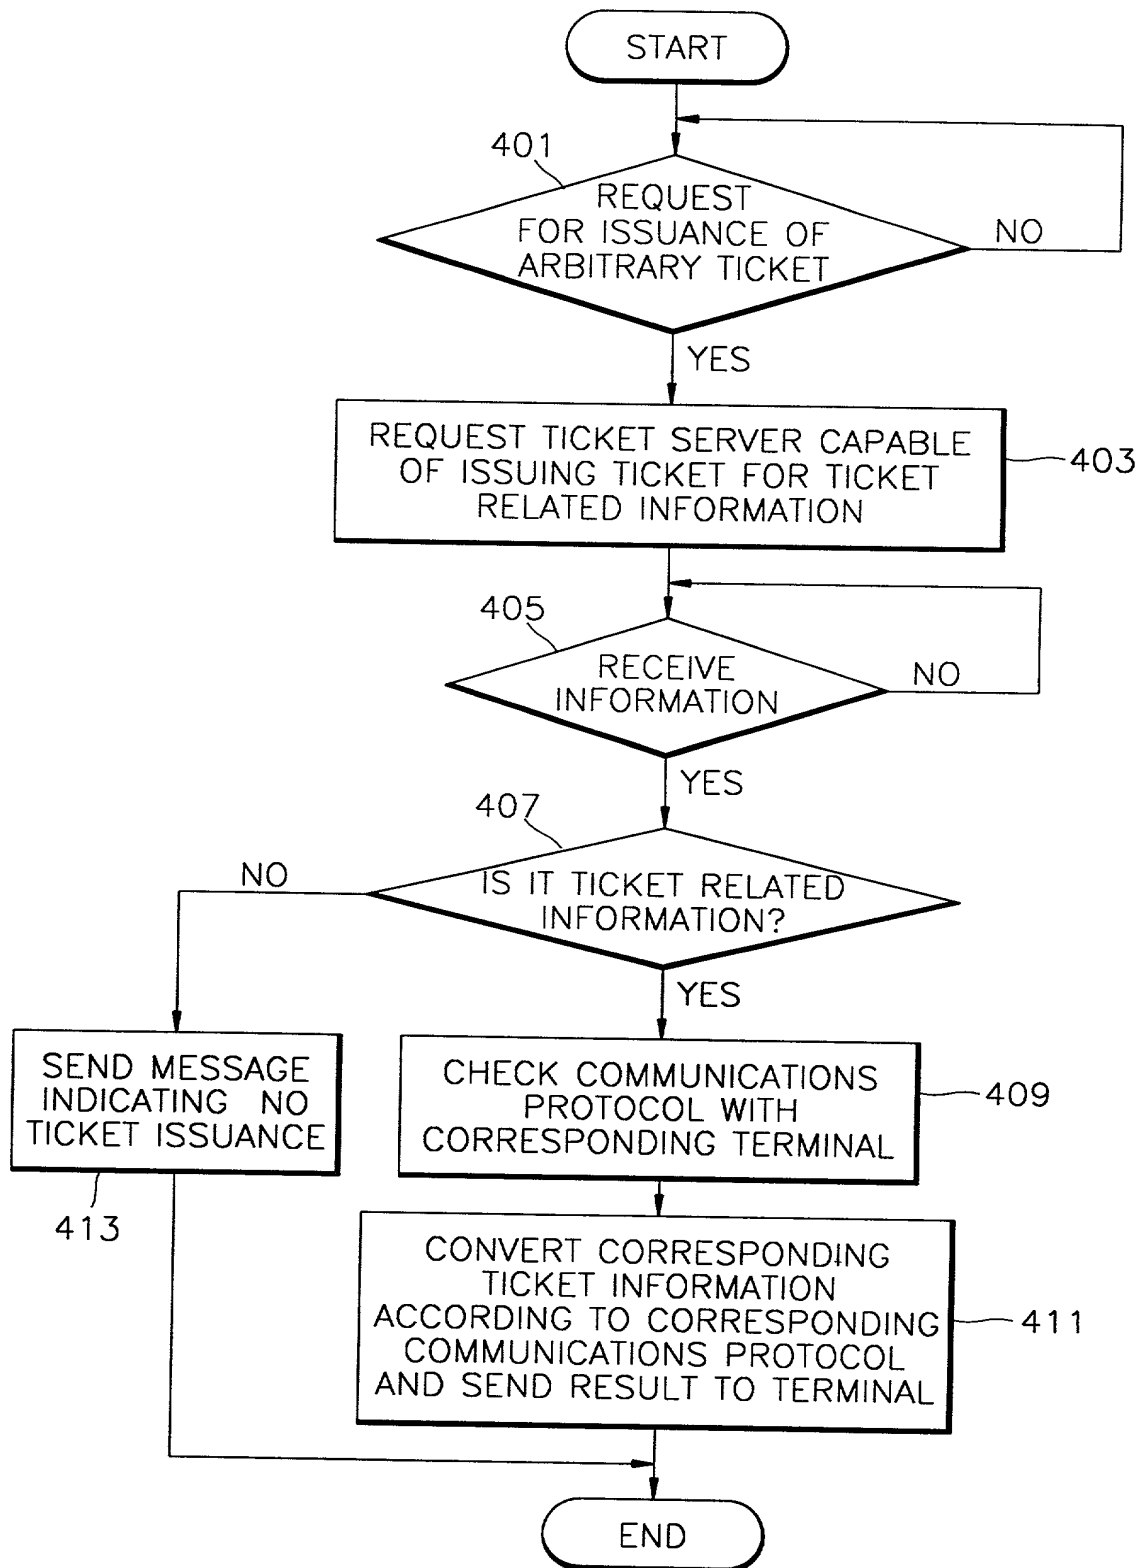 START
401
REQUEST
FOR ISSUANCE OF
ARBITRARY TICKET
NO
YES
REQUEST TICKET SERVER CAPABLE
OF ISSUING TICKET FOR TICKET
RELATED INFORMATION
403
405
RECEIVE
INFORMATION
NO
YES
407
IS IT TICKET RELATED
INFORMATION?
NO
YES
SEND MESSAGE
INDICATING NO
TICKET ISSUANCE
413
CHECK COMMUNICATIONS
PROTOCOL WITH
CORRESPONDING TERMINAL
409
CONVERT CORRESPONDING
TICKET INFORMATION
ACCORDING TO CORRESPONDING
COMMUNICATIONS PROTOCOL
AND SEND RESULT TO TERMINAL
411
END